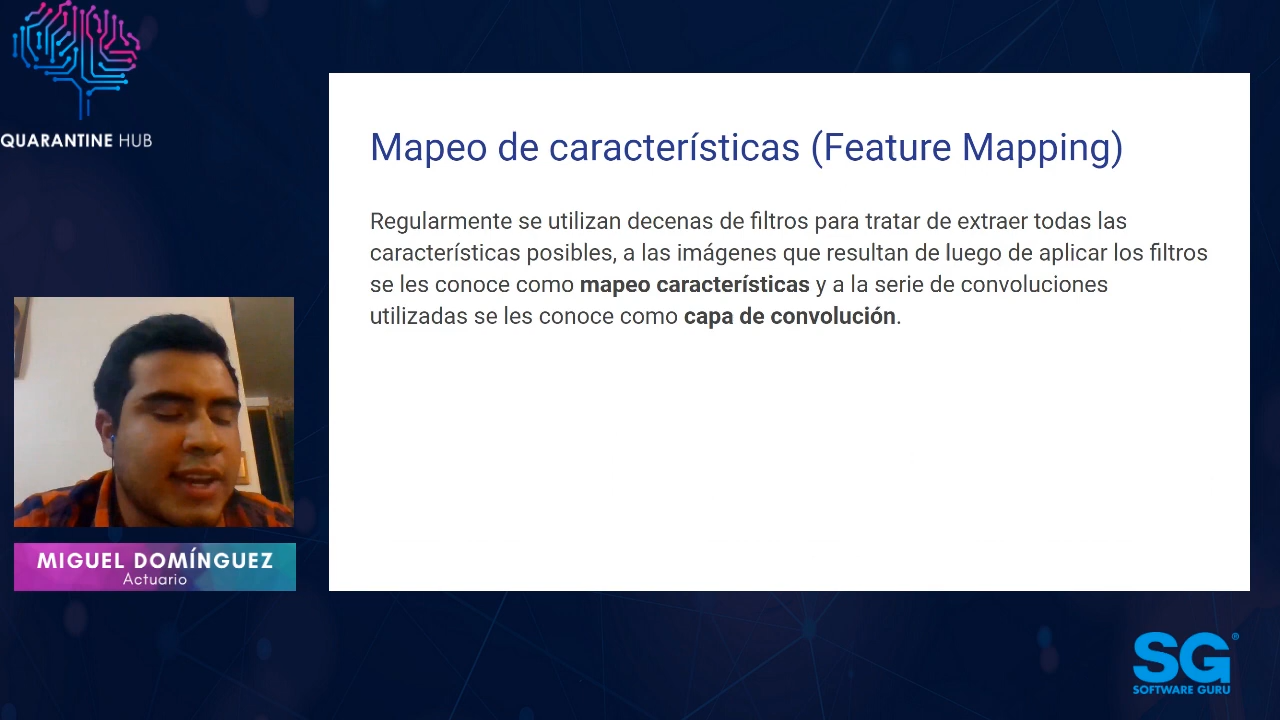 QUARANTINE HUB
Mapeo de características (Feature Mapping)
Regularmente se utilizan decenas de filtros para tratar de extraer todas las
características posibles, a las imágenes que resultan de luego de aplicar los filtros
se les conoce como mapeo características y a la serie de convoluciones
utilizadas se les conoce como capa de convolución.
MIGUEL DOMÍNGUEZ
Actuario
SG®
SOFTWARE GURU